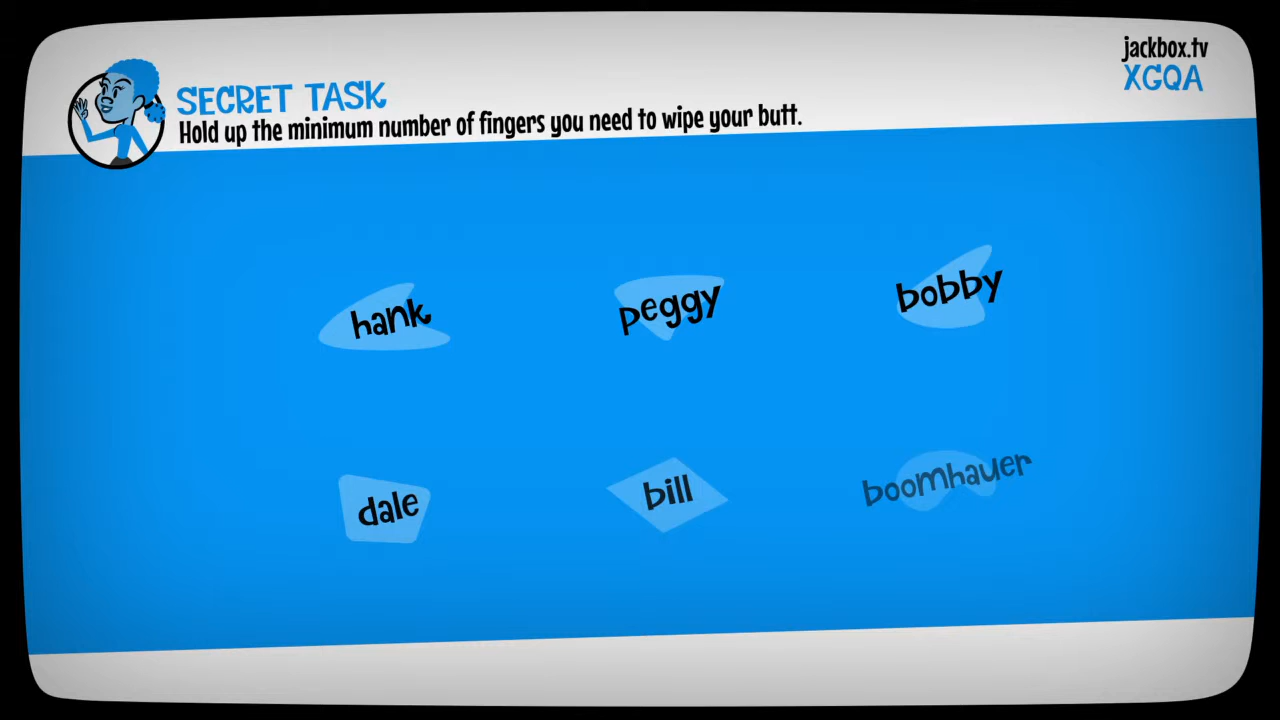 jackbox.tv
XGQA
SECRET TASK
Hold up the minimum number of fingers you need to wipe your butt.
hank
peggy
bobby
dale
bill
boomhauer